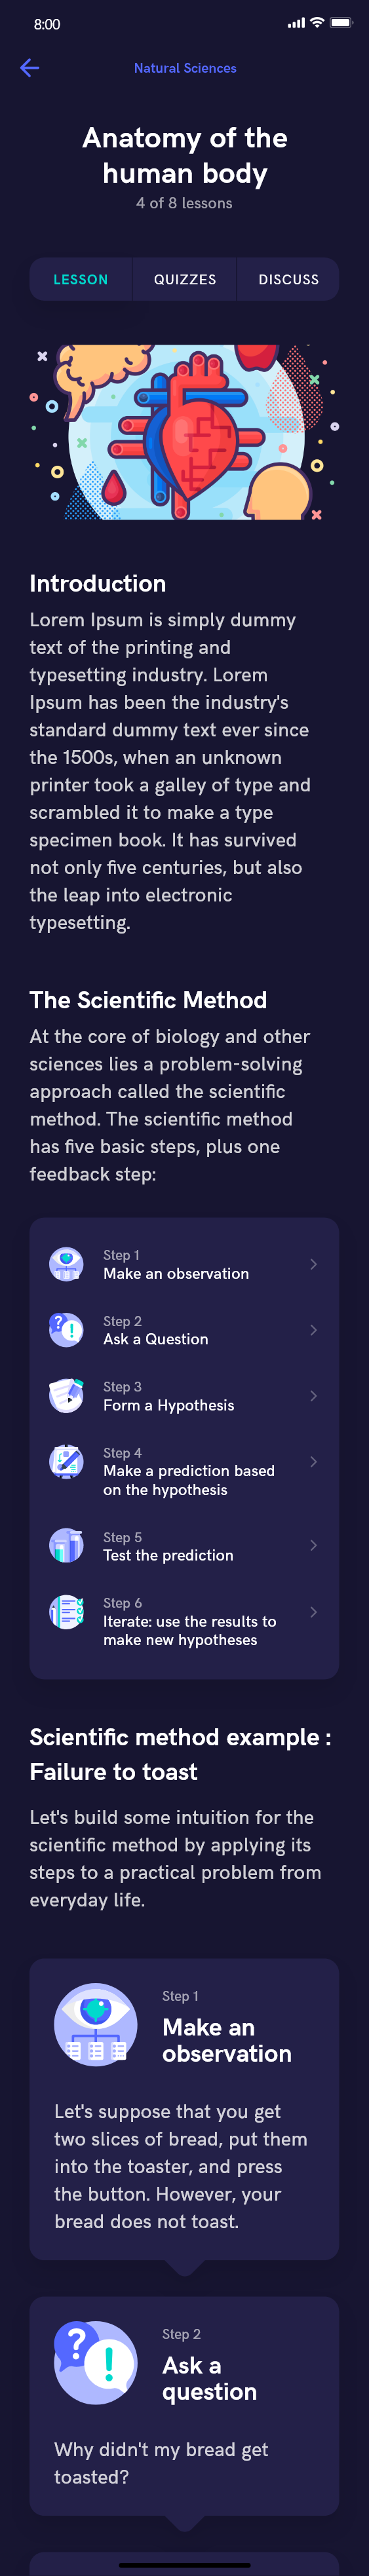 8:00
Natural Sciences
Anatomy of the
human body
4 of 8 lessons
LESSON
QUIZZES
DISCUSS
Introduction
Lorem Ipsum is simply dummy
text of the printing and
typesetting industry. Lorem
Ipsum has been the industry's
standard dummy text ever since
the 1500s, when an unknown
printer took a galley of type and
scrambled it to make a type
specimen book. It has survived
not only five centuries, but also
the leap into electronic
typesetting.
The Scientific Method
At the core of biology and other
sciences lies a problem-solving
approach called the scientific
method. The scientific method
has five basic steps, plus one
feedback step:
Step 1
Make an observation
Step 2
Ask a Question
Step 3
Form a Hypothesis
Step 4
Make a prediction based
on the hypothesis
Step 5
Test the prediction
Step 6
Iterate: use the results to
make new hypotheses
Scientific method example :
Failure to toast
Let's build some intuition for the
scientific method by applying its
steps to a practical problem from
everyday life.
Step 1
Make an
observation
Let's suppose that you get
two slices of bread, put them
into the toaster, and press
the button. However, your
bread does not toast.
Step 2
Ask a
question
Why didn't my bread get
toasted?